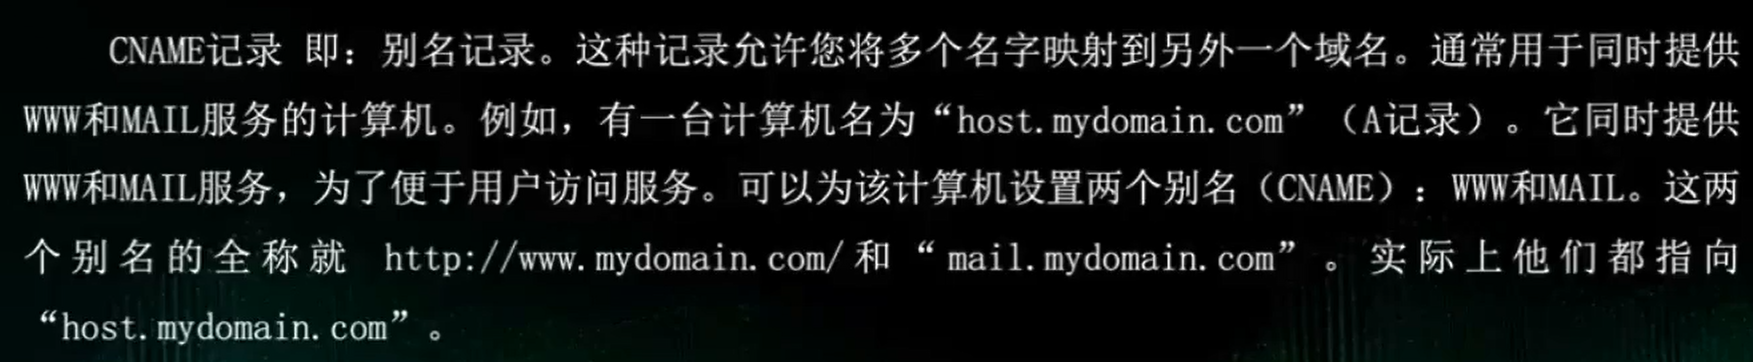 CNAME记录 即：别名记录。这种记录允许您将多个名字映射到另外一个域名。通常用于同时提供
WWW和MAIL服务的计算机。例如，有一台计算机名为“host.mydomain.com”（A记录）。它同时提供
WWW和MAIL服务，为了便于用户访问服务。可以为该计算机设置两个别名（CNAME）：WWW和MAIL。这两
个别名的全称就 http://www.mydomain.com/和“mail.mydomain.com”。实际上他们都指向
“host.mydomain.com”。